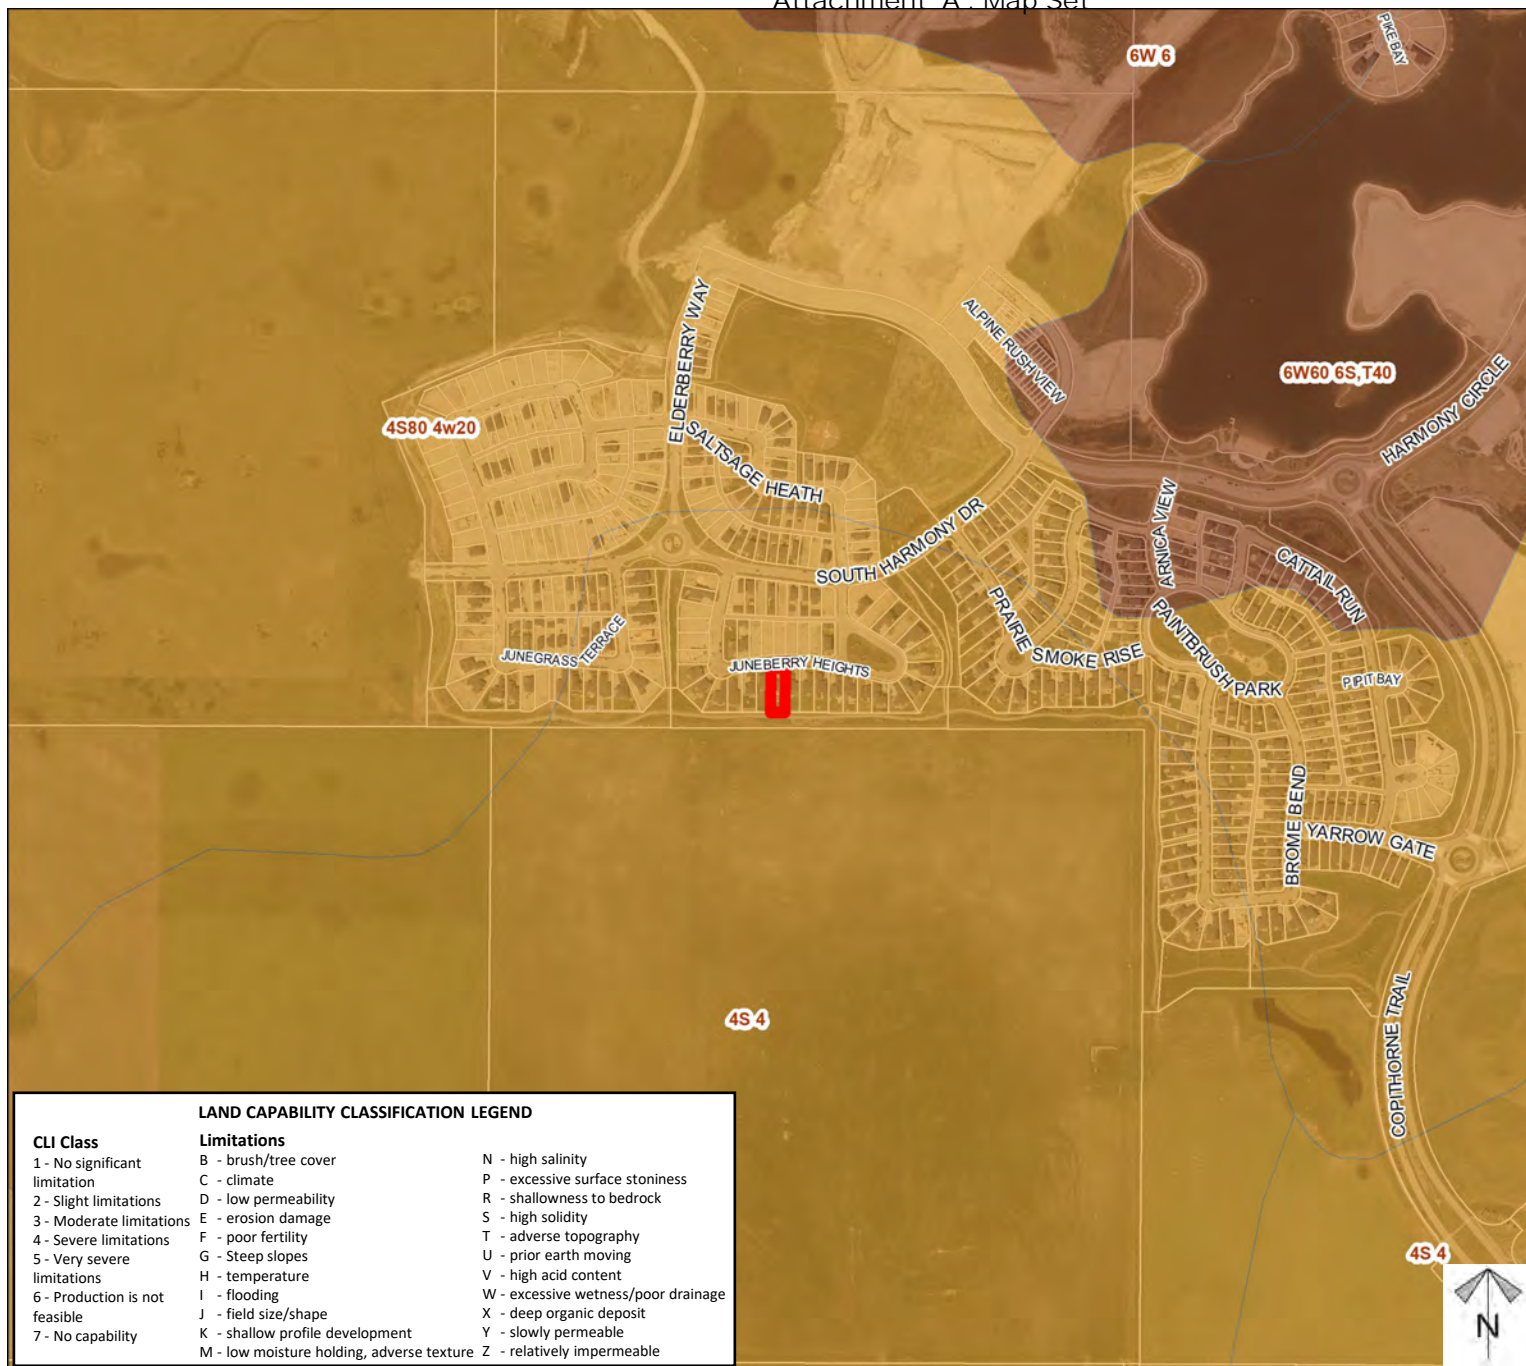 Attachment 'A': Map Set
PIKE BAY
6W 6
ALPINE RUSH VIEW
ELDERBERRY WAY
6W60 6S,T40
HARMONY CIRCLE
4S80 4w20
SALTSAGE HEATH
SOUTH HARMONY DR
ARNICA VIEW
CATTAIL RUN
PRAIRIE SMOKE RISE
PAINTBRUSH PARK
JUNEGRASS TERRACE
JUNEBERRY HEIGHTS
PIPIT BAY
BROME BEND
YARROW GATE
4S 4
COPITHORNE TRAIL
4S 4
N
LAND CAPABILITY CLASSIFICATION LEGEND
CLI Class
1 - No significant
limitation
2 - Slight limitations
3 - Moderate limitations
4 - Severe limitations
5 - Very severe
limitations
6 - Production is not
feasible
7 - No capability
Limitations
B - brush/tree cover
C - climate
D - low permeability
E - erosion damage
F - poor fertility
G - Steep slopes
H - temperature
I - flooding
J - field size/shape
K - shallow profile development
M - low moisture holding, adverse texture
N - high salinity
P - excessive surface stoniness
R - shallowness to bedrock
S - high solidity
T - adverse topography
U - prior earth moving
V - high acid content
W - excessive wetness/poor drainage
X - deep organic deposit
Y - slowly permeable
Z - relatively impermeable